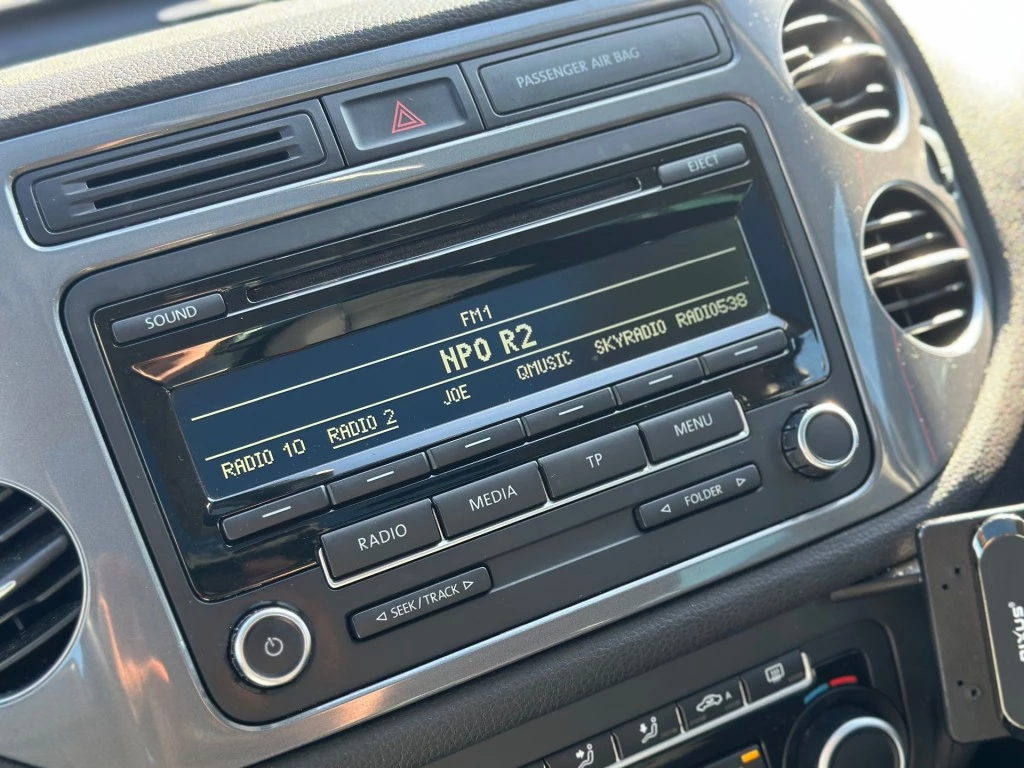 PASSENGER AIR BAG
EJECT
SOUND
FM1
NPO R2
RADIO 10 RADIO 2 JOE QMUSIC SKYRADIO RADIO538
RADIO MEDIA TP MENU
SEEK/TRACK
FOLDER
A